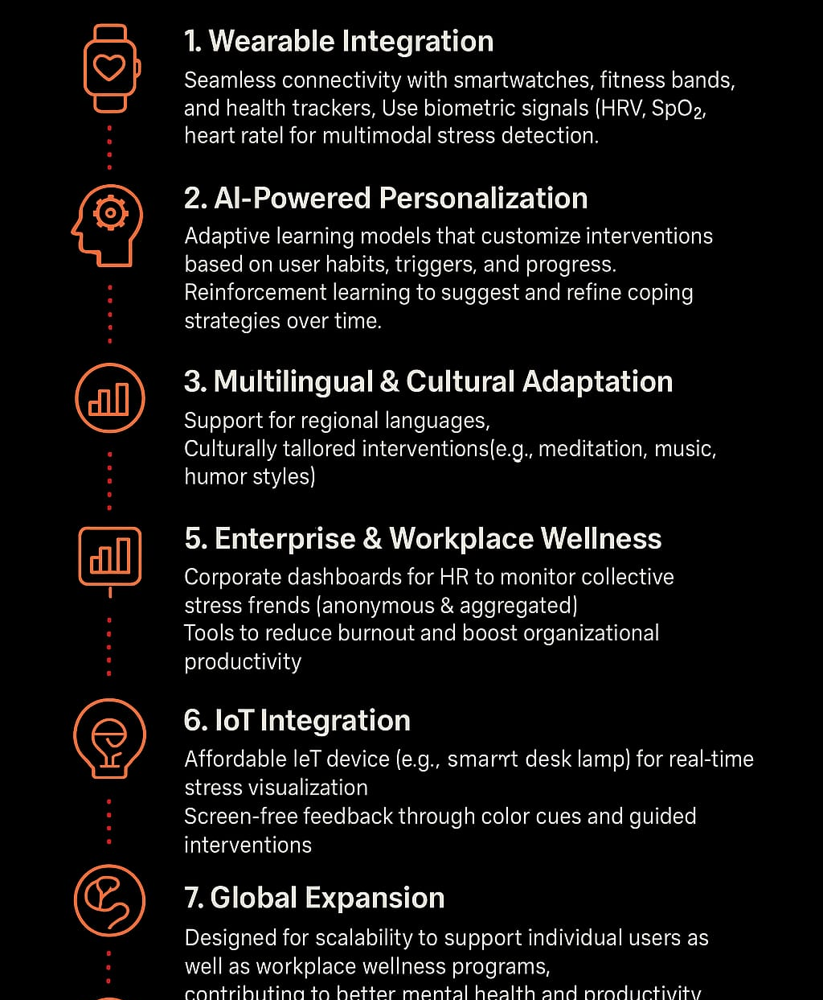 1. Wearable Integration
Seamless connectivity with smartwatches, fitness bands,
and health trackers, Use biometric signals (HRV, SpO₂,
heart ratel for multimodal stress detection.
2. AI-Powered Personalization
Adaptive learning models that customize interventions
based on user habits, triggers, and progress.
Reinforcement learning to suggest and refine coping
strategies over time.
3. Multilingual & Cultural Adaptation
Support for regional languages,
Culturally tallored interventions(e.g., meditation, music,
humor styles)
5. Enterprise & Workplace Wellness
Corporate dashboards for HR to monitor collective
stress frends (anonymous & aggregated)
Tools to reduce burnout and boost organizational
productivity
6. IoT Integration
Affordable IeT device (e.g., smarrt desk lamp) for real-time
stress visualization
Screen-free feedback through color cues and guided
interventions
7. Global Expansion
Designed for scalability to support individual users as
well as workplace wellness programs,
contributing to better mental health and productivity